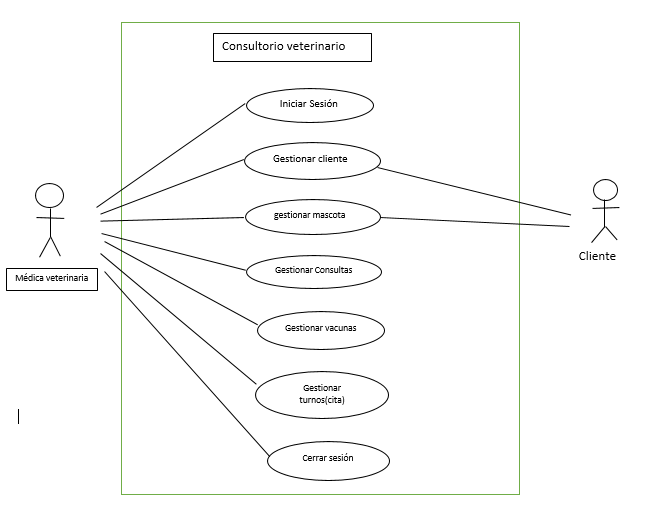 Consultorio veterinario
Iniciar Sesión
Gestionar cliente
gestionar mascota
Gestionar Consultas
Gestionar vacunas
Gestionar
turnos(cita)
Cerrar sesión
Médica veterinaria
Cliente